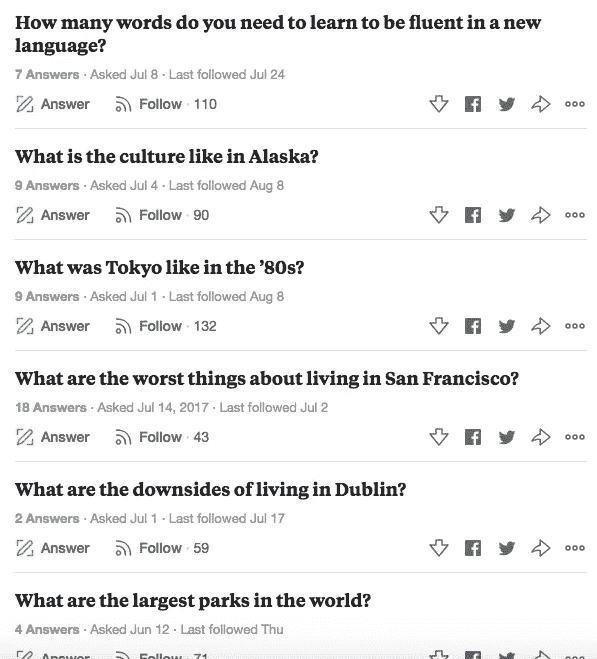 How many words do you need to learn to be fluent in a new
language?
7 Answers · Asked Jul 8 · Last followed Jul 24
Answer Follow · 110
What is the culture like in Alaska?
9 Answers · Asked Jul 4 · Last followed Aug 8
Answer Follow · 90
What was Tokyo like in the ’80s?
9 Answers · Asked Jul 1 · Last followed Aug 8
Answer Follow · 132
What are the worst things about living in San Francisco?
18 Answers · Asked Jul 14, 2017 · Last followed Jul 2
Answer Follow · 43
What are the downsides of living in Dublin?
2 Answers · Asked Jul 1 · Last followed Jul 17
Answer Follow · 59
What are the largest parks in the world?
4 Answers · Asked Jun 12 · Last followed Thu
Answer Follow · 71